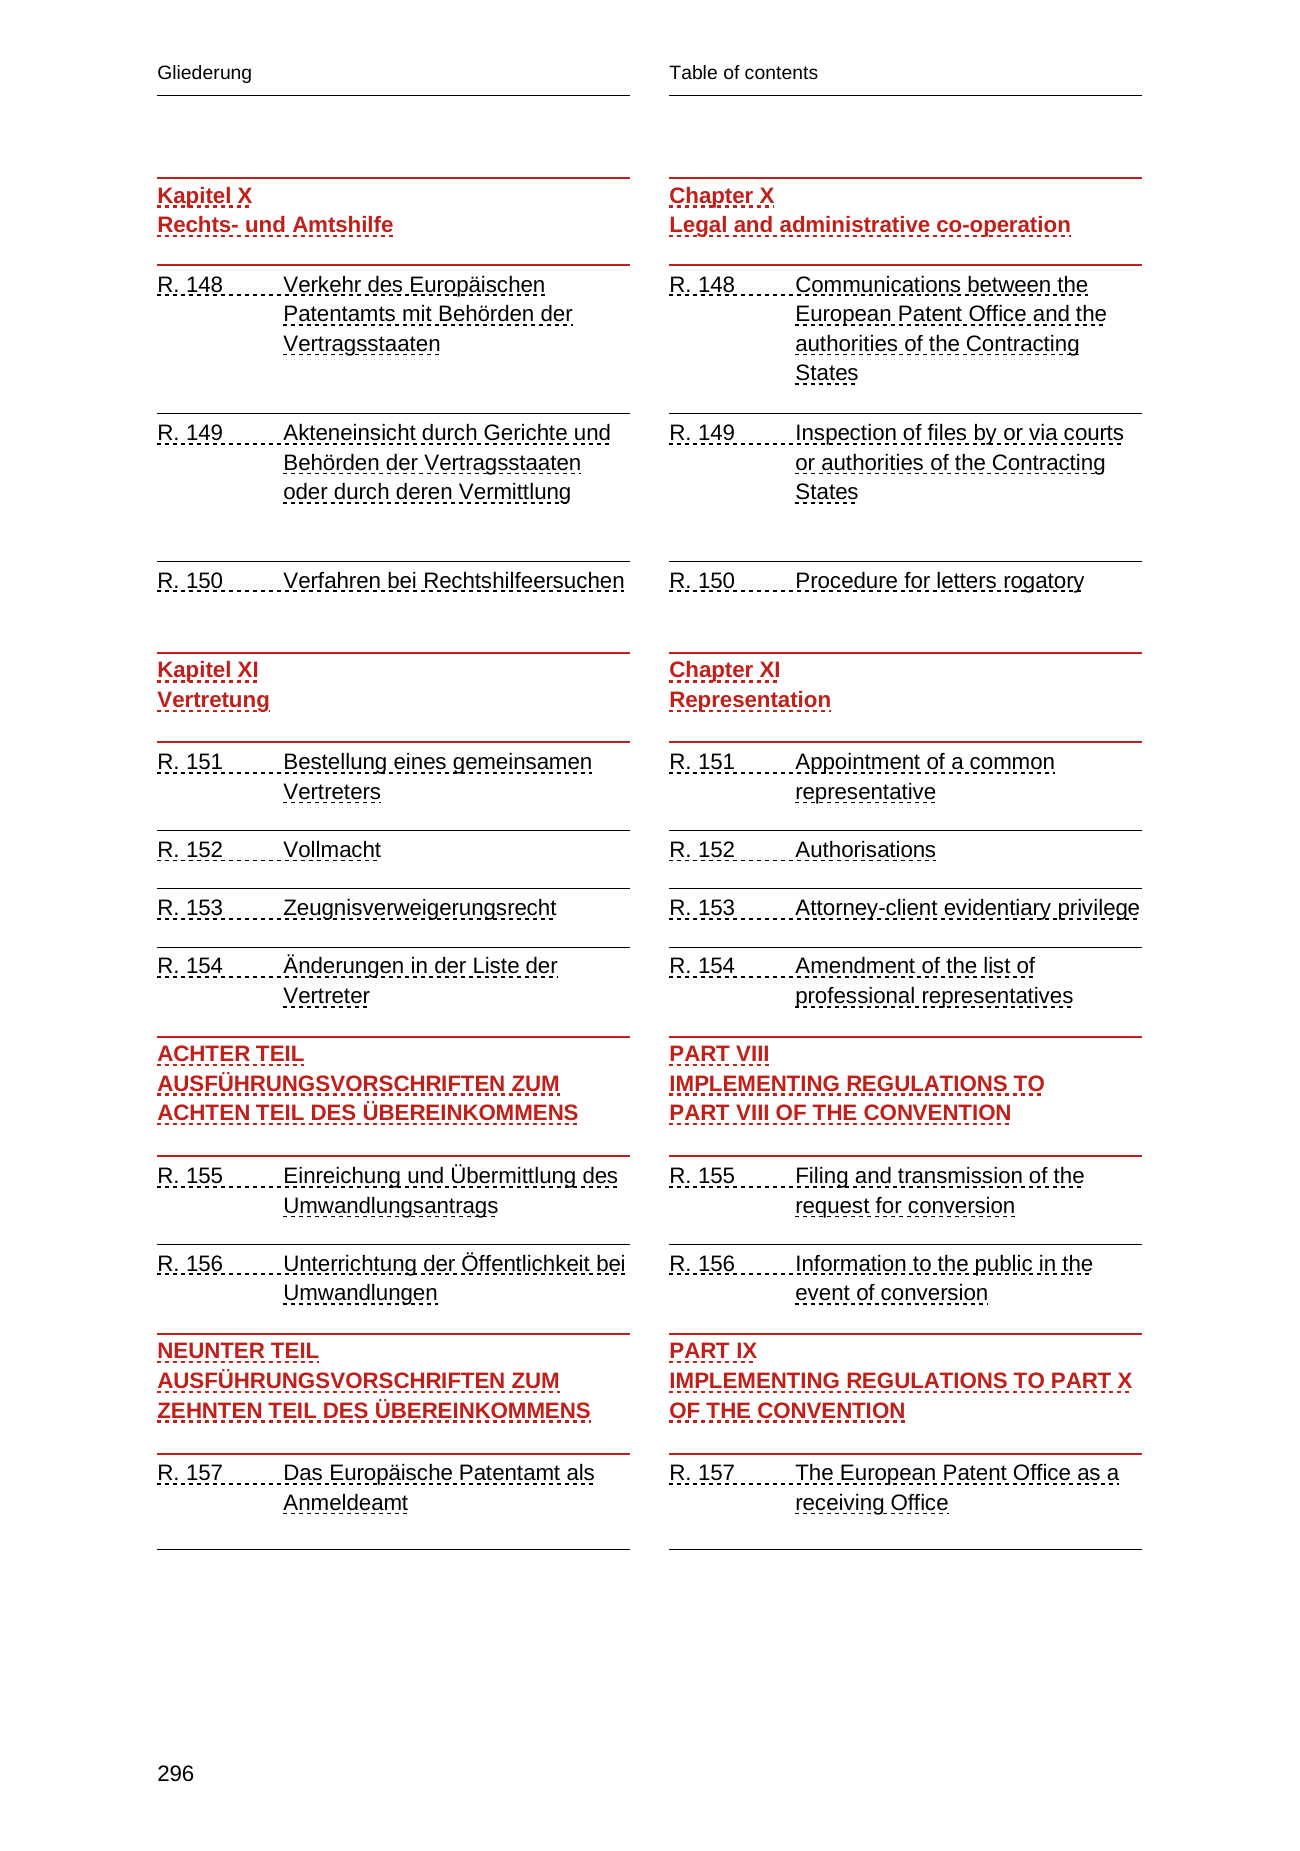 Gliederung
Kapitel X
Rechts- und Amtshilfe
R. 148 Verkehr des Europäischen
Patentamts mit Behörden der
Vertragsstaaten
R. 149 Akteneinsicht durch Gerichte und
Behörden der Vertragsstaaten
oder durch deren Vermittlung
R. 150 Verfahren bei Rechtshilfeersuchen
Kapitel XI
Vertretung
R. 151 Bestellung eines gemeinsamen
Vertreters
R. 152 Vollmacht
R. 153 Zeugnisverweigerungsrecht
R. 154 Änderungen in der Liste der
Vertreter
ACHTER TEIL
AUSFÜHRUNGSVORSCHRIFTEN ZUM
ACHTEN TEIL DES ÜBEREINKOMMENS
R. 155 Einreichung und Übermittlung des
Umwandlungsantrags
R. 156 Unterrichtung der Öffentlichkeit bei
Umwandlungen
NEUNTER TEIL
AUSFÜHRUNGSVORSCHRIFTEN ZUM
ZEHNTEN TEIL DES ÜBEREINKOMMENS
R. 157 Das Europäische Patentamt als
Anmeldeamt
Table of contents
Chapter X
Legal and administrative co-operation
R. 148 Communications between the
European Patent Office and the
authorities of the Contracting
States
R. 149 Inspection of files by or via courts
or authorities of the Contracting
States
R. 150 Procedure for letters rogatory
Chapter XI
Representation
R. 151 Appointment of a common
representative
R. 152 Authorisations
R. 153 Attorney-client evidentiary privilege
R. 154 Amendment of the list of
professional representatives
PART VIII
IMPLEMENTING REGULATIONS TO
PART VIII OF THE CONVENTION
R. 155 Filing and transmission of the
request for conversion
R. 156 Information to the public in the
event of conversion
PART IX
IMPLEMENTING REGULATIONS TO PART X
OF THE CONVENTION
R. 157 The European Patent Office as a
receiving Office
296